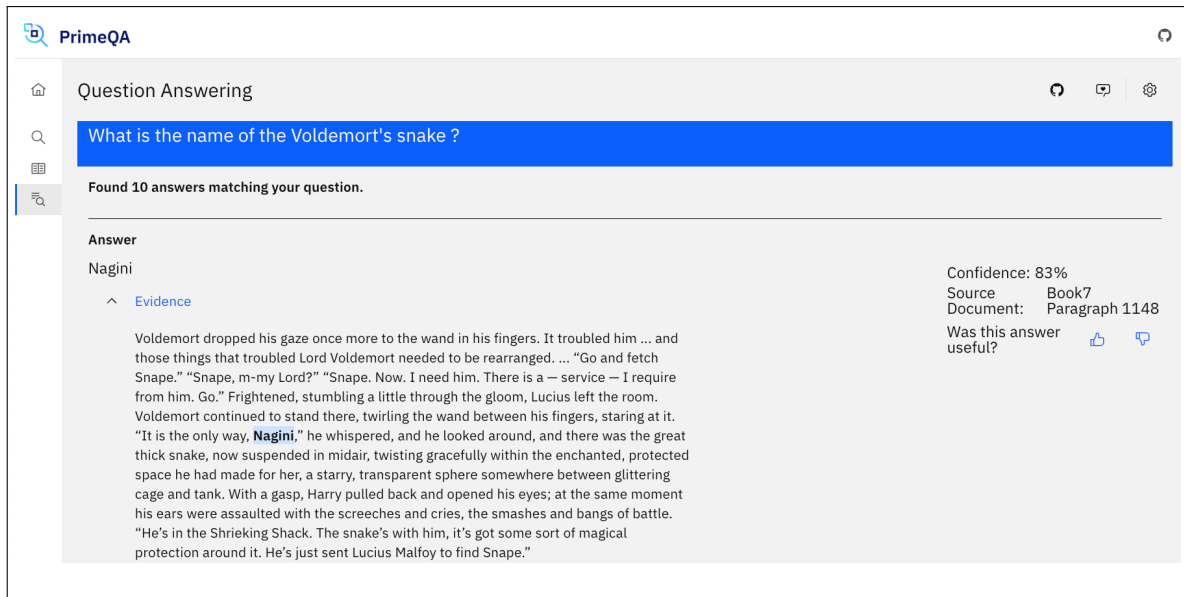 PrimeQA
Question Answering
What is the name of the Voldemort's snake ?
Found 10 answers matching your question.
Answer
Nagini
Evidence
Voldemort dropped his gaze once more to the wand in his fingers. It troubled him ... and
those things that troubled Lord Voldemort needed to be rearranged. ... “Go and fetch
Snape.” “Snape, m-my Lord?” “Snape. Now. I need him. There is a — service — I require
from him. Go.” Frightened, stumbling a little through the gloom, Lucius left the room.
Voldemort continued to stand there, twirling the wand between his fingers, staring at it.
“It is the only way, Nagini,” he whispered, and he looked around, and there was the great
thick snake, now suspended in midair, twisting gracefully within the enchanted, protected
space he had made for her, a starry, transparent sphere somewhere between glittering
cage and tank. With a gasp, Harry pulled back and opened his eyes; at the same moment
his ears were assaulted with the screeches and cries, the smashes and bangs of battle.
“He’s in the Shrieking Shack. The snake’s with him, it’s got some sort of magical
protection around it. He’s just sent Lucius Malfoy to find Snape.”
Confidence: 83%
Source Book7
Document: Paragraph 1148
Was this answer
useful?